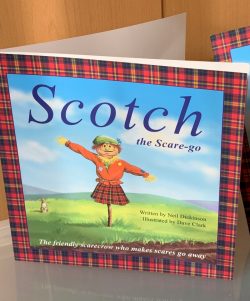 Scotch
the Scare-go
Written by Neil Dickinson
Illustrated by Dave Clark
The friendly scarecrow who makes scares go away